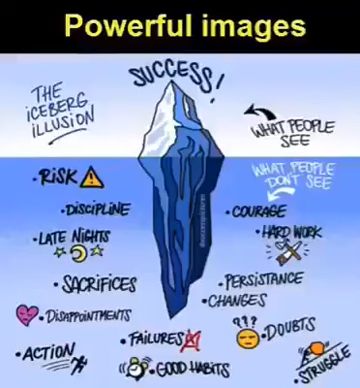 Powerful images
SUCCESS!
THE
ICEBERG
ILLUSION
WHAT PEOPLE
SEE
WHAT PEOPLE
DON'T SEE
• RISK
• DISCIPLINE
• COURAGE
• LATE NIGHTS
• HARD WORK
• SACRIFICES
• PERSISTANCE
• CHANGES
• DISAPPOINTMENTS
• FAILURES
???
• DOUBTS
• ACTION
• GOOD HABITS
• STRUGGLE